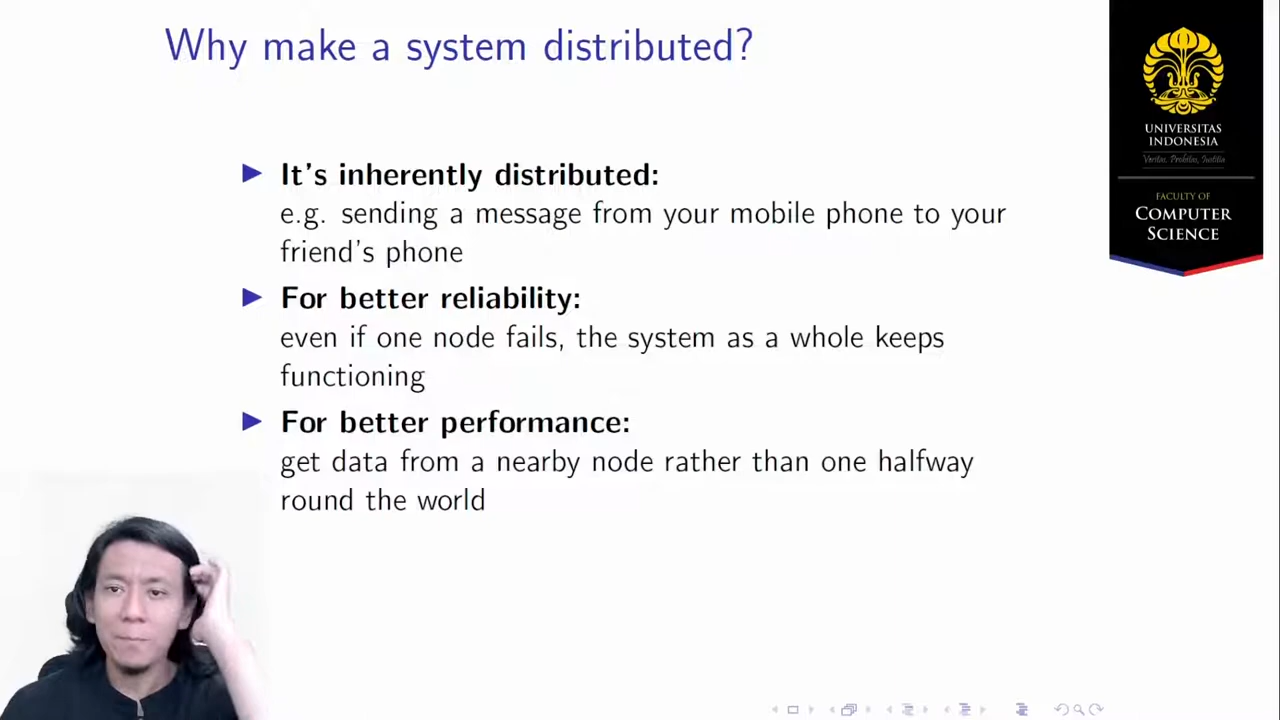 Why make a system distributed?
It's inherently distributed:
e.g. sending a message from your mobile phone to your
friend's phone
For better reliability:
even if one node fails, the system as a whole keeps
functioning
For better performance:
get data from a nearby node rather than one halfway
round the world
UNIVERSITAS
INDONESIA
Veritas, Probitas, Iustitia
FACULTY OF
COMPUTER
SCIENCE